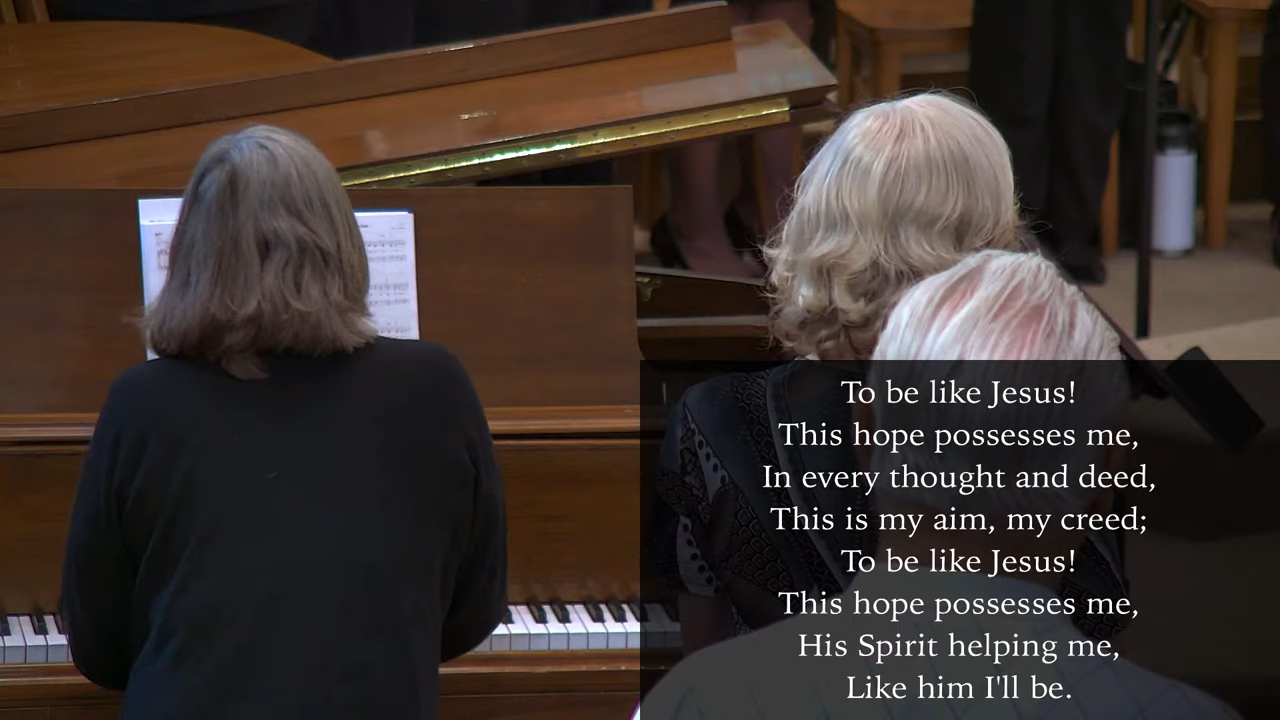 To be like Jesus!
This hope possesses me,
In every thought and deed,
This is my aim, my creed;
To be like Jesus!
This hope possesses me,
His Spirit helping me,
Like him I'll be.